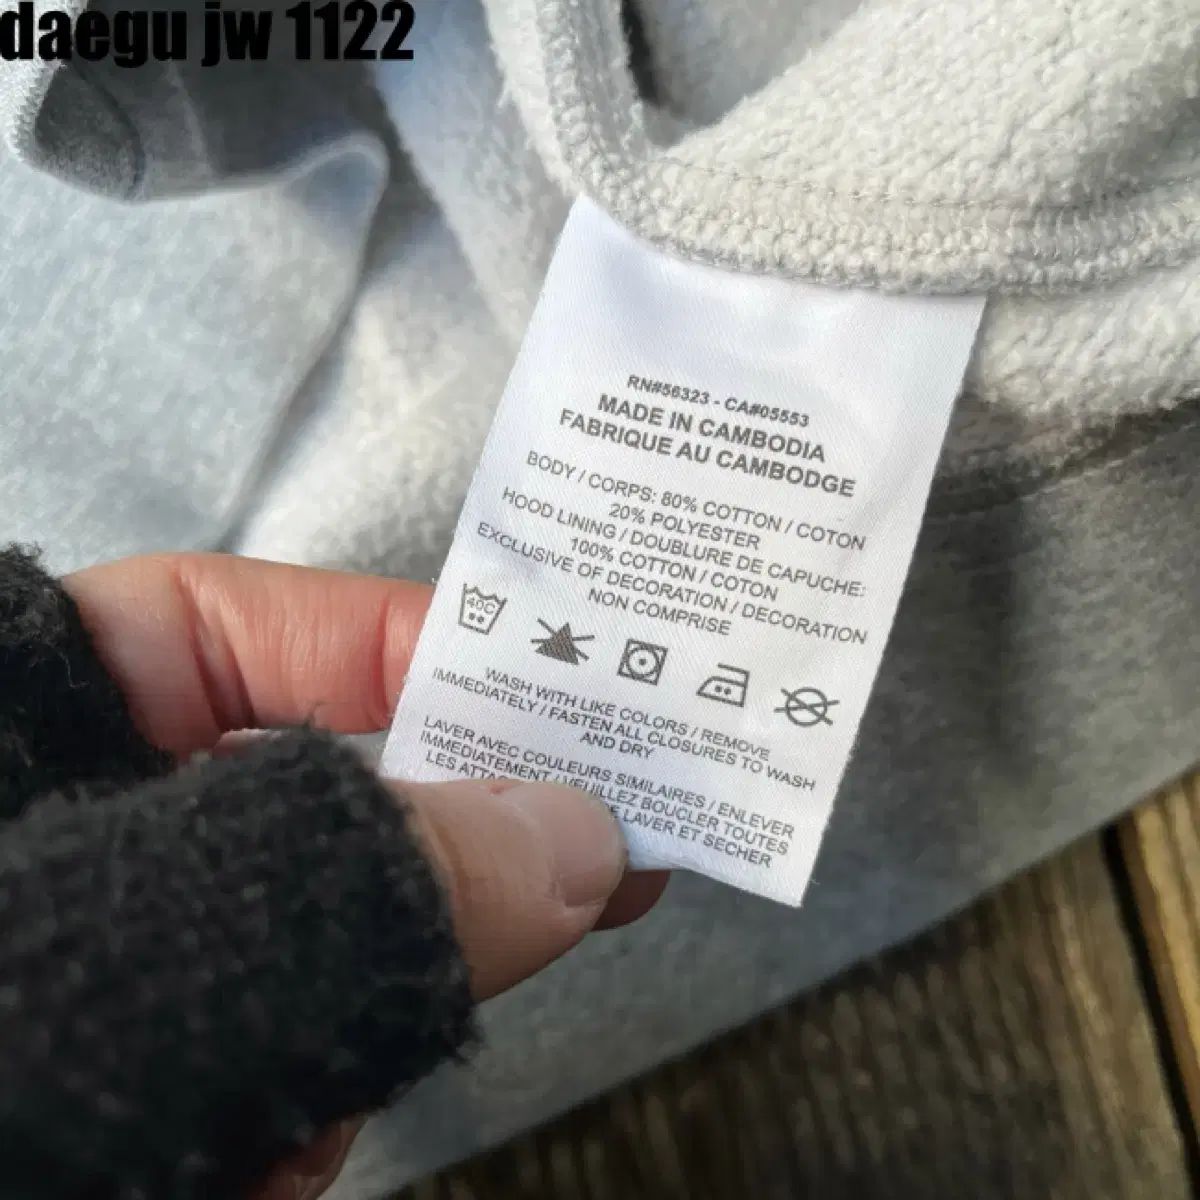 daegu jw 1122
RN#56323 - CA#05553
MADE IN CAMBODIA
FABRIQUE AU CAMBODGE
BODY / CORPS: 80% COTTON / COTON
20% POLYESTER
HOOD LINING / DOUBLURE DE CAPUCHE:
100% COTTON / COTON
EXCLUSIVE OF DECORATION / DECORATION
NON COMPRISE
40C
WASH WITH LIKE COLORS / REMOVE
IMMEDIATELY / FASTEN ALL CLOSURES TO WASH
AND DRY
LAVER AVEC COULEURS SIMILAIRES / ENLEVER
IMMEDIATEMENT / VEUILLEZ BOUCLER TOUTES
LES LAVER ET SECHER